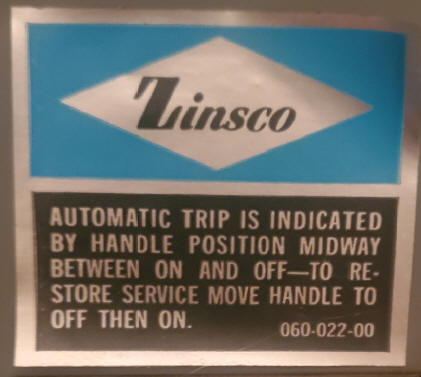 Zinsco
AUTOMATIC TRIP IS INDICATED
BY HANDLE POSITION MIDWAY
BETWEEN ON AND OFF—TO RE-
STORE SERVICE MOVE HANDLE TO
OFF THEN ON.
060-022-00